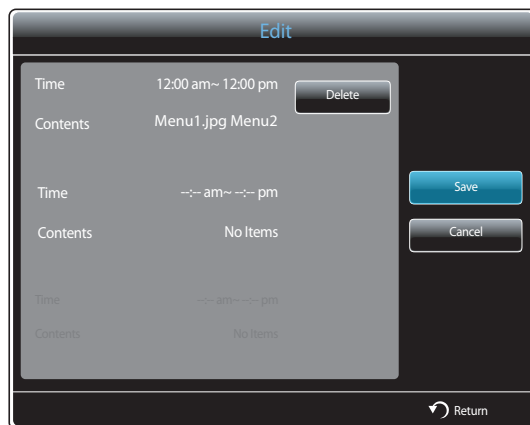 Edit
Time 12:00 am~ 12:00 pm Delete
Contents Menu1.jpg Menu2
Time --:-- am~ --:-- pm Save
Contents No Items Cancel
Time --:-- am~ --:-- pm
Contents No Items
Return